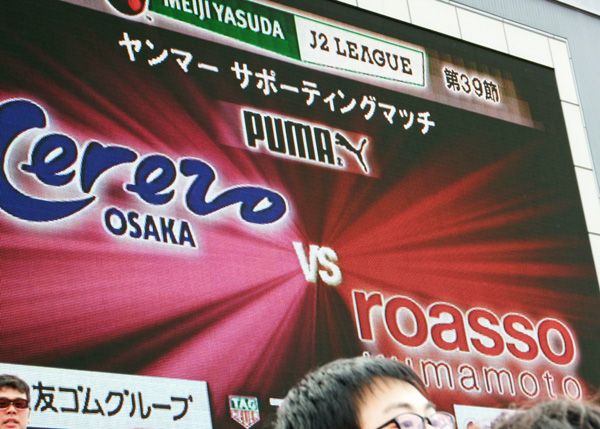 MEIJI YASUDA J2 LEAGUE 第39節
ヤンマー サポーティングマッチ
PUMA
Cerezo
OSAKA
VS
roasso
kumamoto
友ゴムグループ
TAG